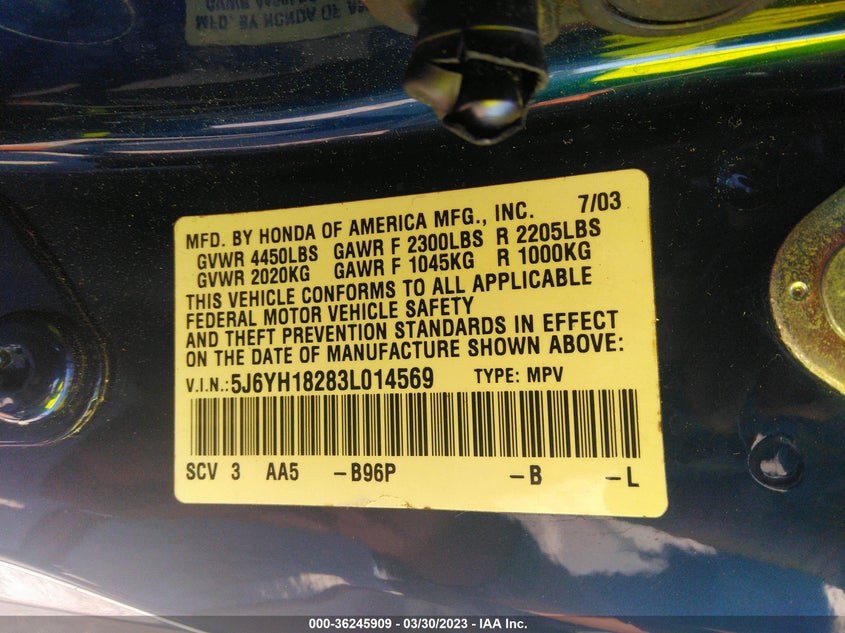 MFD. BY HONDA OF AMERICA MFG., INC. 7/03
GVWR 4450LBS GAWR F 2300LBS R 2205LBS
GVWR 2020KG GAWR F 1045KG R 1000KG
THIS VEHICLE CONFORMS TO ALL APPLICABLE
FEDERAL MOTOR VEHICLE SAFETY
AND THEFT PREVENTION STANDARDS IN EFFECT
ON THE DATE OF MANUFACTURE SHOWN ABOVE:
V.I.N.:5J6YH18283L014569 TYPE: MPV
SCV 3 AA5 -B96P -B -L
000-36245909 / 03/30/2023 - IAA Inc.